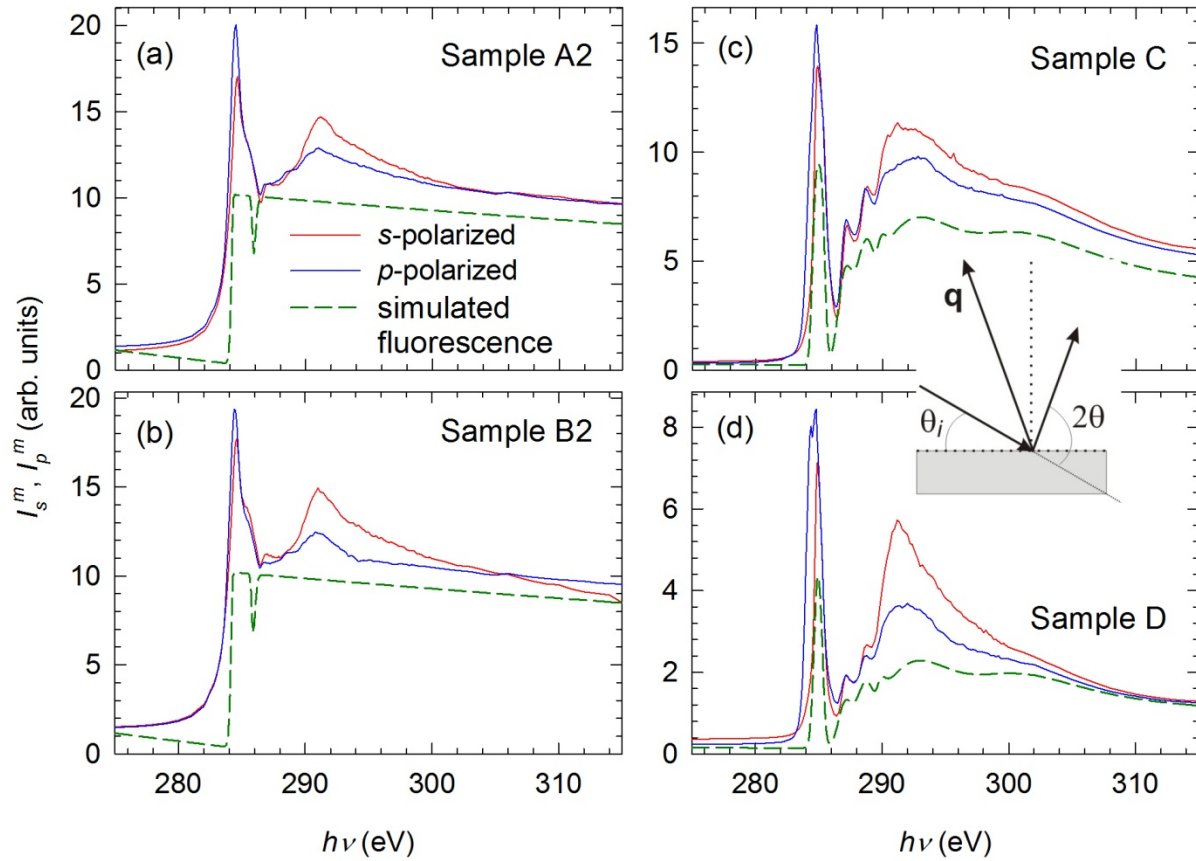 (a)
Sample A2
20
15
10
5
0
s-polarized
p-polarized
simulated
fluorescence
(b)
Sample B2
20
15
10
5
0
280
290
300
310
hν (eV)
I_s^m, I_p^m (arb. units)
(c)
Sample C
15
10
5
0
q
θi
2θ
(d)
Sample D
8
6
4
2
0
280
290
300
310
hν (eV)